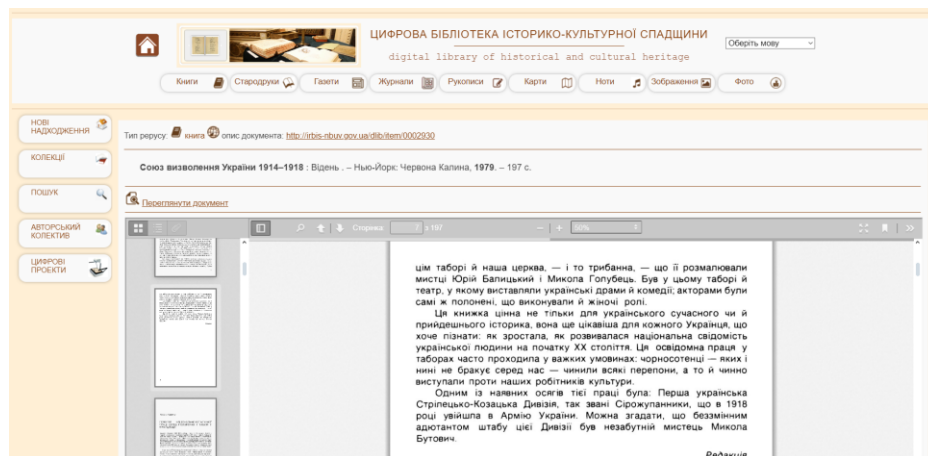 ЦИФРОВА БІБЛІОТЕКА ІСТОРИКО-КУЛЬТУРНОЇ СПАДЩИНИ
digital library of historical and cultural heritage
Оберіть мову
Книги Стародруки Газети Журнали Рукописи Карти Ноти Зображення Фото
НОВІ
НАДХОДЖЕННЯ
КОЛЕКЦІЇ
ПОШУК
АВТОРСЬКИЙ
КОЛЕКТИВ
ЦИФРОВІ
ПРОЕКТИ
Тип рерусу: книга опис документа: http://irbis-nbuv.gov.ua/dlib/item/0002930
Союз визволення України 1914–1918 : Відень . – Нью-Йорк: Червона Калина, 1979. – 197 с.
Переглянути документ
Сторінка 7 з 197
50%
цім таборі й наша церква, — і то трибанна, — що її розмалювали
мистці Юрій Балицький і Микола Голубець. Був у цьому таборі й
театр, у якому виставляли українські драми й комедії; акторами були
самі ж полонені, що виконували й жіночі ролі.
Ця книжка цінна не тільки для українського сучасного чи й
прийдешнього історика, вона ще цікавіша для кожного Українця, що
хоче пізнати: як зростала, як розвивалася національна свідомість
української людини на початку XX століття. Ця освідомна праця у
таборах часто проходила у важких умовинах: чорносотенці — яких і
нині не бракує серед нас — чинили всякі перепони, а то й чинно
виступали проти наших робітників культури.
Одним із наявних осягів тієї праці була: Перша українська
Стрілецько-Козацька Дивізія, так звані Сірожупанники, що в 1918
році увійшла в Армію України. Можна згадати, що беззмінним
адютантом штабу цієї Дивізії був незабутній мистець Микола
Бутович.
Редакція